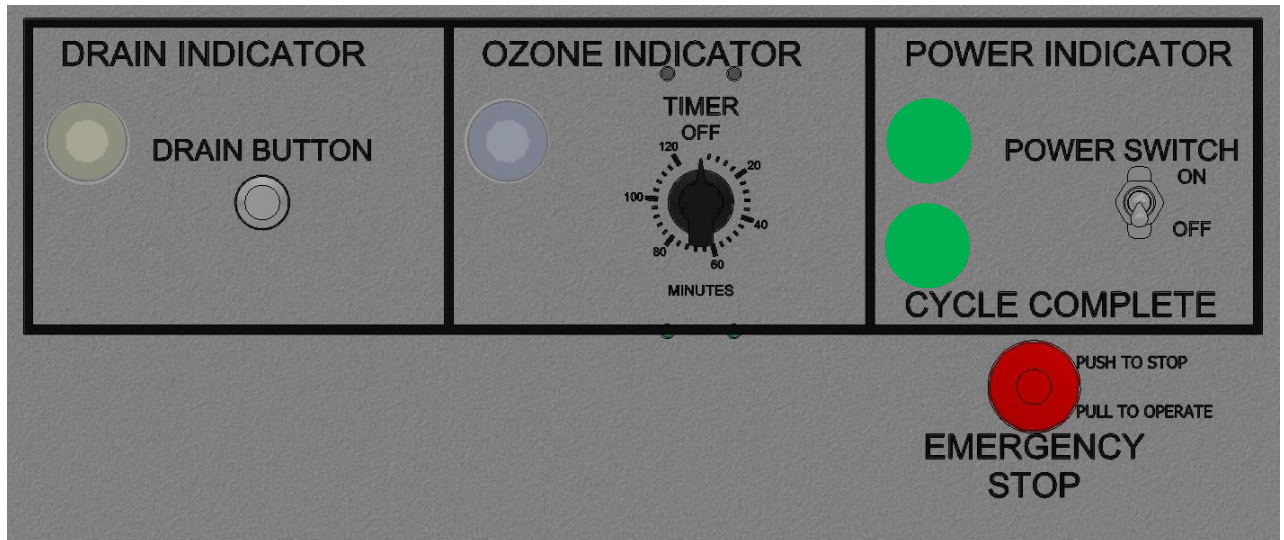 DRAIN INDICATOR
DRAIN BUTTON
OZONE INDICATOR
TIMER
OFF
120
20
100
40
80
60
MINUTES
POWER INDICATOR
POWER SWITCH
ON
OFF
CYCLE COMPLETE
PUSH TO STOP
PULL TO OPERATE
EMERGENCY
STOP